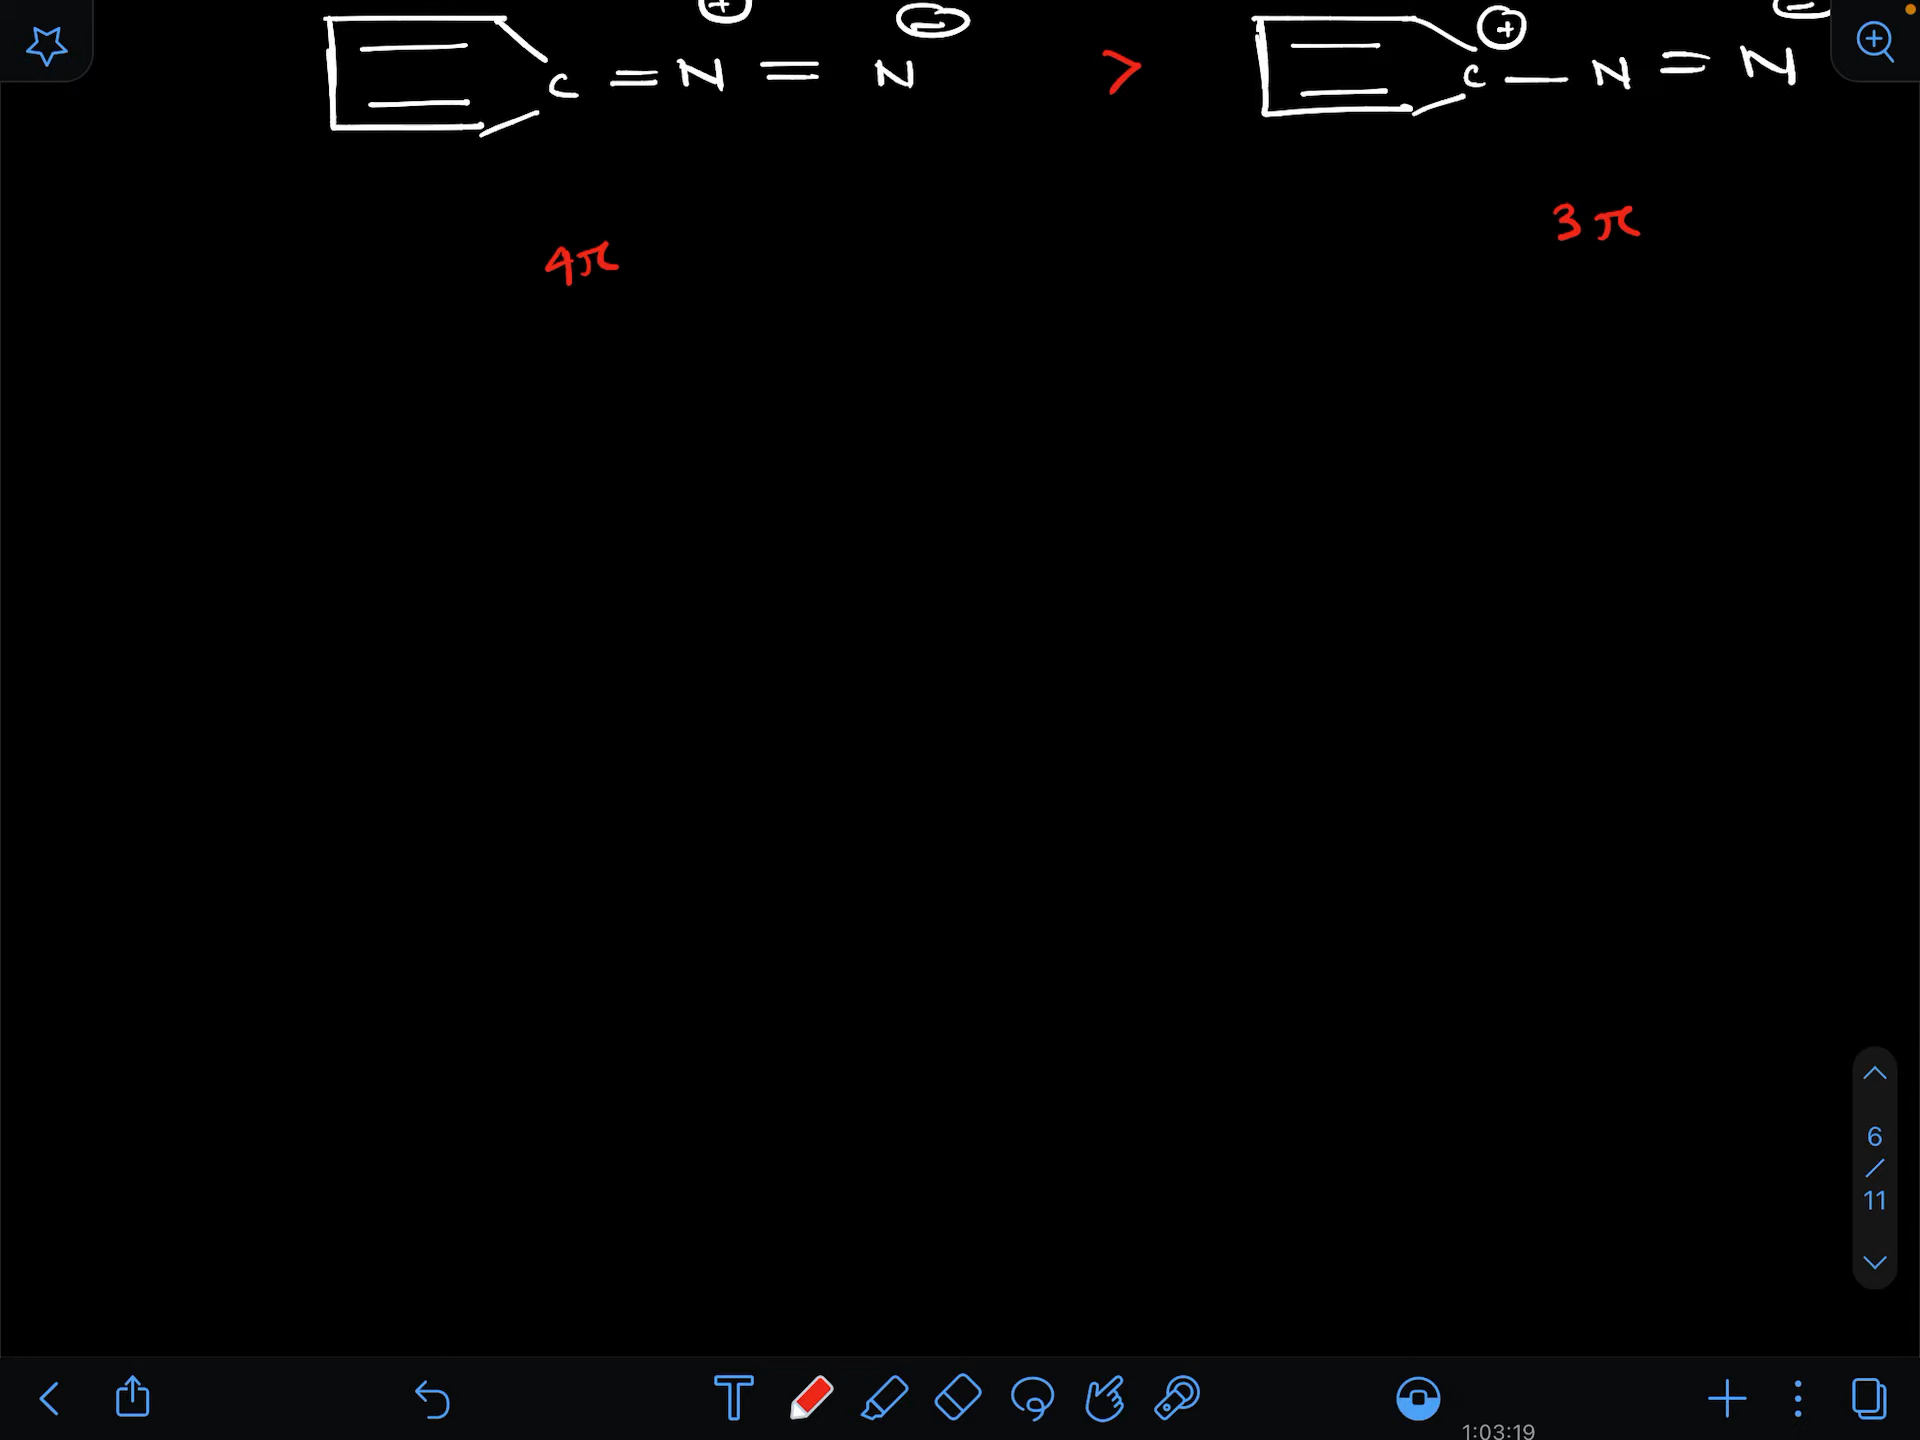 ⊕ ⊖ ⊕ ⊖
C = N = N > C — N = N
3π
4π
6
/
11
T
1:03:19